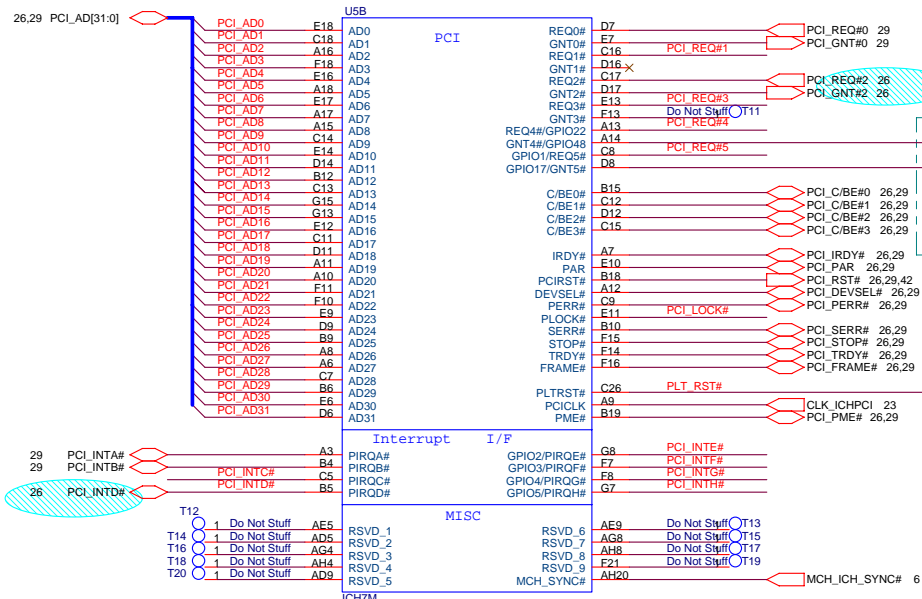 U5B
26,29 PCI_AD[31:0]
PCI
PCI_AD0 E18 AD0 REQ0# D7 PCI_REQ#0 29
PCI_AD1 C18 AD1 GNT0# E7 PCI_GNT#0 29
PCI_AD2 A16 AD2 REQ1# C16 PCI_REQ#1
PCI_AD3 F18 AD3 GNT1# D16
PCI_AD4 E16 AD4 REQ2# C17 PCI_REQ#2 26
PCI_AD5 A18 AD5 GNT2# D17 PCI_GNT#2 26
PCI_AD6 E17 AD6 REQ3# E13 PCI_REQ#3
PCI_AD7 A17 AD7 GNT3# F13 Do Not Stuff T11
PCI_AD8 A15 AD8 REQ4#/GPIO22 A13 PCI_REQ#4
PCI_AD9 C14 AD9 GNT4#/GPIO48 A14
PCI_AD10 E14 AD10 GPIO1/REQ5# C8 PCI_REQ#5
PCI_AD11 D14 AD11 GPIO17/GNT5# D8
PCI_AD12 B12 AD12
PCI_AD13 C13 AD13 C/BE0# B15 PCI_C/BE#0 26,29
PCI_AD14 G15 AD14 C/BE1# C12 PCI_C/BE#1 26,29
PCI_AD15 G13 AD15 C/BE2# D12 PCI_C/BE#2 26,29
PCI_AD16 E12 AD16 C/BE3# C15 PCI_C/BE#3 26,29
PCI_AD17 C11 AD17
PCI_AD18 D11 AD18 IRDY# A7 PCI_IRDY# 26,29
PCI_AD19 A11 AD19 PAR E10 PCI_PAR 26,29
PCI_AD20 A10 AD20 PCIRST# B18 PCI_RST# 26,29,42
PCI_AD21 F11 AD21 DEVSEL# A12 PCI_DEVSEL# 26,29
PCI_AD22 F10 AD22 PERR# C9 PCI_PERR# 26,29
PCI_AD23 E9 AD23 PLOCK# E11 PCI_LOCK#
PCI_AD24 D9 AD24 SERR# B10 PCI_SERR# 26,29
PCI_AD25 B9 AD25 STOP# F15 PCI_STOP# 26,29
PCI_AD26 A8 AD26 TRDY# F14 PCI_TRDY# 26,29
PCI_AD27 A6 AD27 FRAME# F16 PCI_FRAME# 26,29
PCI_AD28 C7 AD28
PCI_AD29 B6 AD29 PLTRST# C26 PLT_RST#
PCI_AD30 E6 AD30 PCICLK A9 CLK_ICHPCI 23
PCI_AD31 D6 AD31 PME# B19 PCI_PME# 26,29
Interrupt I/F
29 PCI_INTA# A3 PIRQA# GPIO2/PIRQE# G8 PCI_INTE#
29 PCI_INTB# B4 PIRQB# GPIO3/PIRQF# F7 PCI_INTF#
PCI_INTC# C5 PIRQC# GPIO4/PIRQG# F8 PCI_INTG#
26 PCI_INTD# PCI_INTD# B5 PIRQD# GPIO5/PIRQH# G7 PCI_INTH#
MISC
T12 1 Do Not Stuff AE5 RSVD_1 RSVD_6 AE9 Do Not Stuff T13
T14 1 Do Not Stuff AD5 RSVD_2 RSVD_7 AG8 Do Not Stuff T15
T16 1 Do Not Stuff AG4 RSVD_3 RSVD_8 AH8 Do Not Stuff T17
T18 1 Do Not Stuff AH4 RSVD_4 RSVD_9 F21 Do Not Stuff T19
T20 1 Do Not Stuff AD9 RSVD_5 MCH_SYNC# AH20 MCH_ICH_SYNC# 6
ICH7M